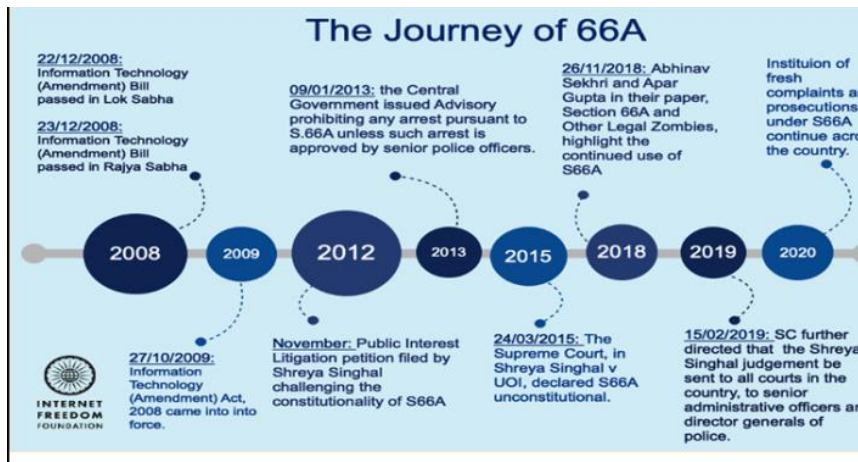 The Journey of 66A
22/12/2008:
Information Technology
(Amendment) Bill
passed in Lok Sabha
23/12/2008:
Information Technology
(Amendment) Bill
passed in Rajya Sabha
09/01/2013: the Central
Government issued Advisory
prohibiting any arrest pursuant to
S.66A unless such arrest is
approved by senior police officers.
26/11/2018: Abhinav
Sekhri and Apar
Gupta in their paper,
Section 66A and
Other Legal Zombies,
highlight the
continued use of
S66A
Instituion of
fresh
complaints a
prosecutions
under S66A
continue acro
the country.
2008
2009
2012
2013
2015
2018
2019
2020
27/10/2009:
Information
Technology
(Amendment) Act,
2008 came into into
force.
November: Public Interest
Litigation petition filed by
Shreya Singhal
challenging the
constitutionality of S66A
24/03/2015: The
Supreme Court, in
Shreya Singhal v
UOI, declared S66A
unconstitutional.
15/02/2019: SC further
directed that the Shreya
Singhal judgement be
sent to all courts in the
country, to senior
administrative officers an
director generals of
police.
INTERNET
FREEDOM
FOUNDATION